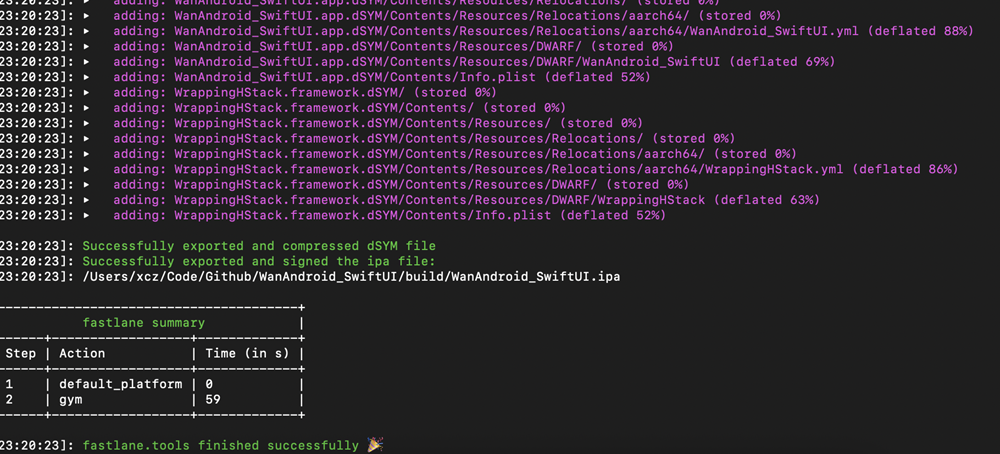 23:20:23]: ▸   adding: WanAndroid_SwiftUI.app.dSYM/Contents/Resources/Relocations/ (stored 0%)
23:20:23]: ▸   adding: WanAndroid_SwiftUI.app.dSYM/Contents/Resources/Relocations/aarch64/ (stored 0%)
23:20:23]: ▸   adding: WanAndroid_SwiftUI.app.dSYM/Contents/Resources/Relocations/aarch64/WanAndroid_SwiftUI.yml (deflated 88%)
23:20:23]: ▸   adding: WanAndroid_SwiftUI.app.dSYM/Contents/Resources/DWARF/ (stored 0%)
23:20:23]: ▸   adding: WanAndroid_SwiftUI.app.dSYM/Contents/Resources/DWARF/WanAndroid_SwiftUI (deflated 69%)
23:20:23]: ▸   adding: WanAndroid_SwiftUI.app.dSYM/Contents/Info.plist (deflated 52%)
23:20:23]: ▸   adding: WrappingHStack.framework.dSYM/ (stored 0%)
23:20:23]: ▸   adding: WrappingHStack.framework.dSYM/Contents/ (stored 0%)
23:20:23]: ▸   adding: WrappingHStack.framework.dSYM/Contents/Resources/ (stored 0%)
23:20:23]: ▸   adding: WrappingHStack.framework.dSYM/Contents/Resources/Relocations/ (stored 0%)
23:20:23]: ▸   adding: WrappingHStack.framework.dSYM/Contents/Resources/Relocations/aarch64/ (stored 0%)
23:20:23]: ▸   adding: WrappingHStack.framework.dSYM/Contents/Resources/Relocations/aarch64/WrappingHStack.yml (deflated 86%)
23:20:23]: ▸   adding: WrappingHStack.framework.dSYM/Contents/Resources/DWARF/ (stored 0%)
23:20:23]: ▸   adding: WrappingHStack.framework.dSYM/Contents/Resources/DWARF/WrappingHStack (deflated 63%)
23:20:23]: ▸   adding: WrappingHStack.framework.dSYM/Contents/Info.plist (deflated 52%)
23:20:23]: Successfully exported and compressed dSYM file
23:20:23]: Successfully exported and signed the ipa file:
23:20:23]: /Users/xcz/Code/Github/WanAndroid_SwiftUI/build/WanAndroid_SwiftUI.ipa
---------------------------------------+
fastlane summary |
------+------------------+-------------+
Step | Action | Time (in s) |
------+------------------+-------------+
1 | default_platform | 0 |
2 | gym | 59 |
------+------------------+-------------+
23:20:23]: fastlane.tools finished successfully 🎉